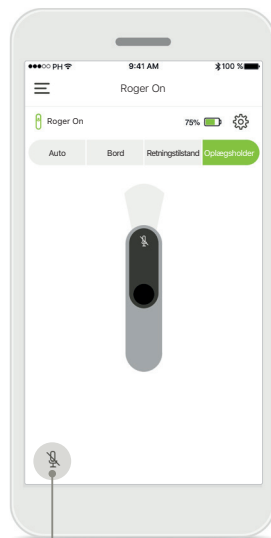 PH 9:41 AM 100 %
Roger On
Roger On 75%
Auto Bord Retningstilstand Oplægsholder